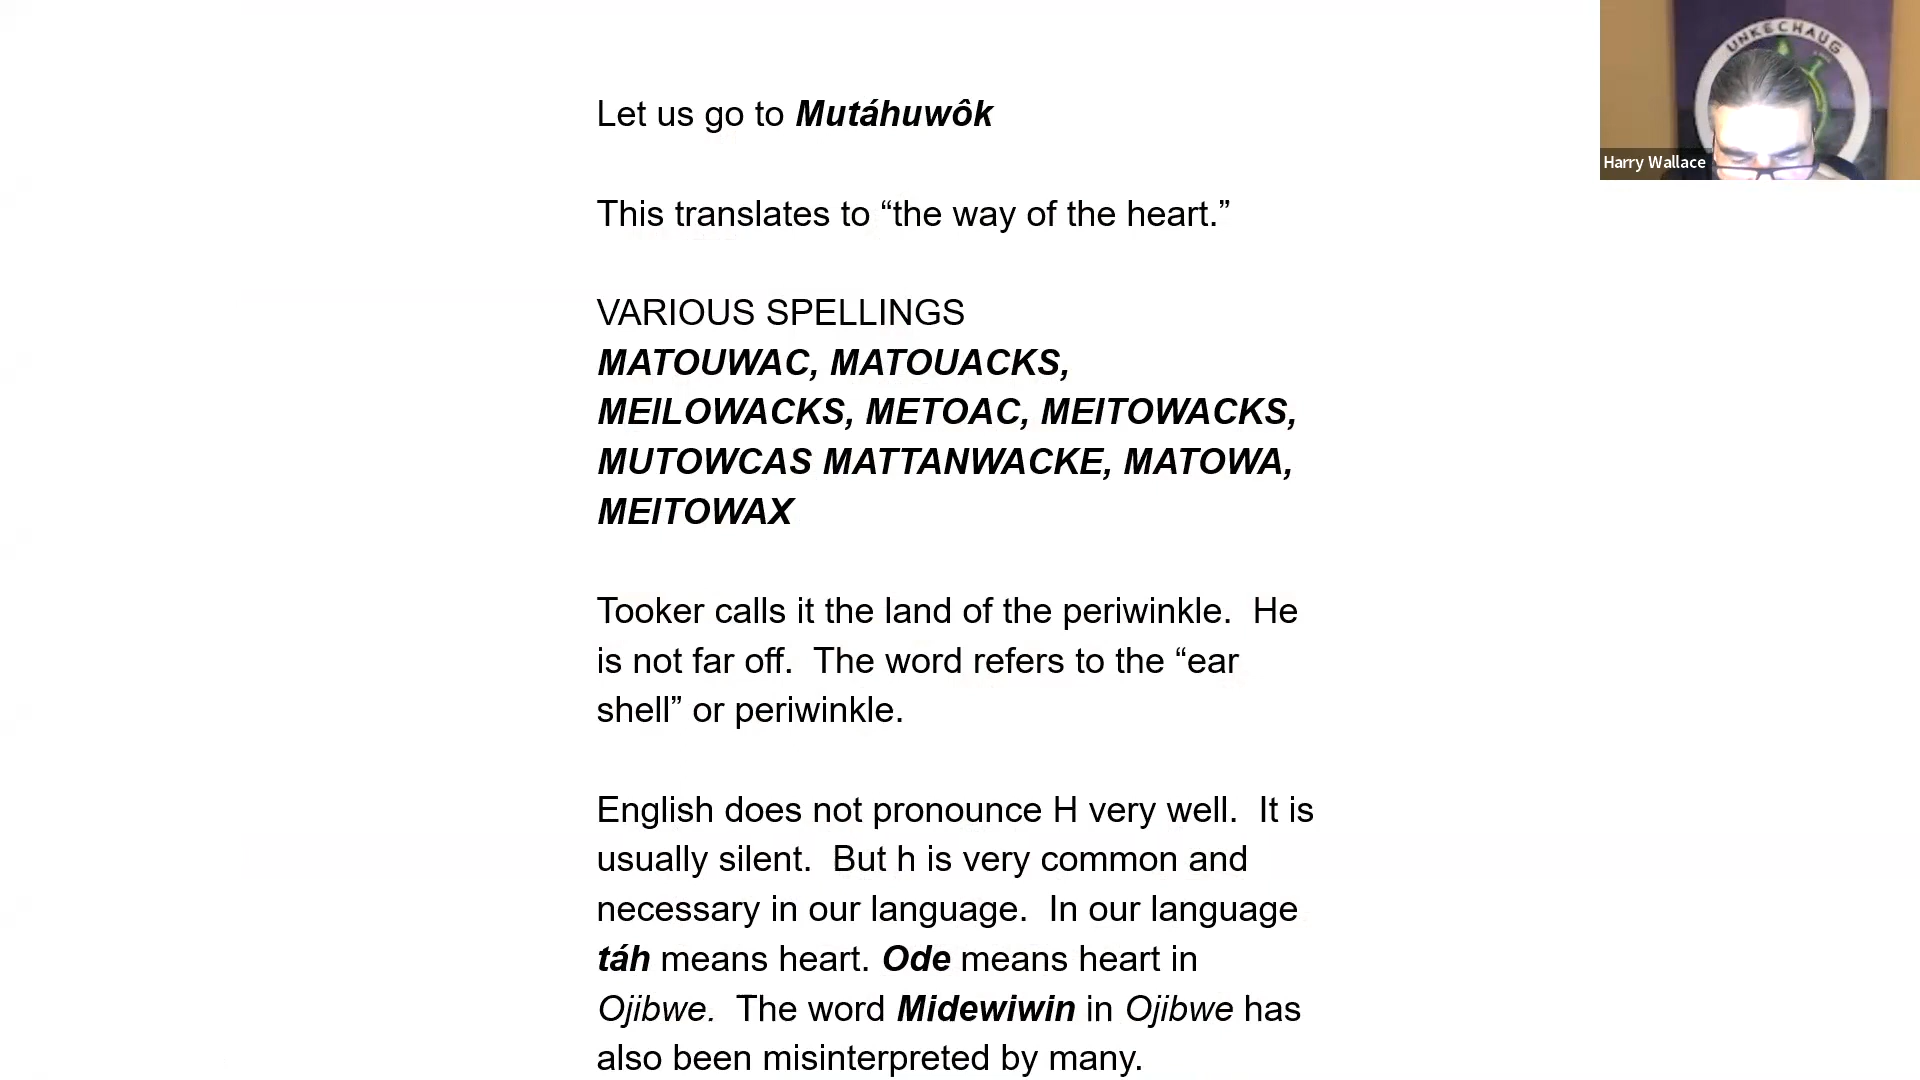 Let us go to Mutáhuwôk
This translates to “the way of the heart.”
VARIOUS SPELLINGS
MATOUWAC, MATOUACKS,
MEILOWACKS, METOAC, MEITOWACKS,
MUTOWCAS MATTANWACKE, MATOWA,
MEITOWAX
Tooker calls it the land of the periwinkle.  He
is not far off.  The word refers to the “ear
shell” or periwinkle.
English does not pronounce H very well.  It is
usually silent.  But h is very common and
necessary in our language.  In our language
táh means heart. Ode means heart in
Ojibwe.  The word Midewiwin in Ojibwe has
also been misinterpreted by many.
UNKECHAUG
Harry Wallace